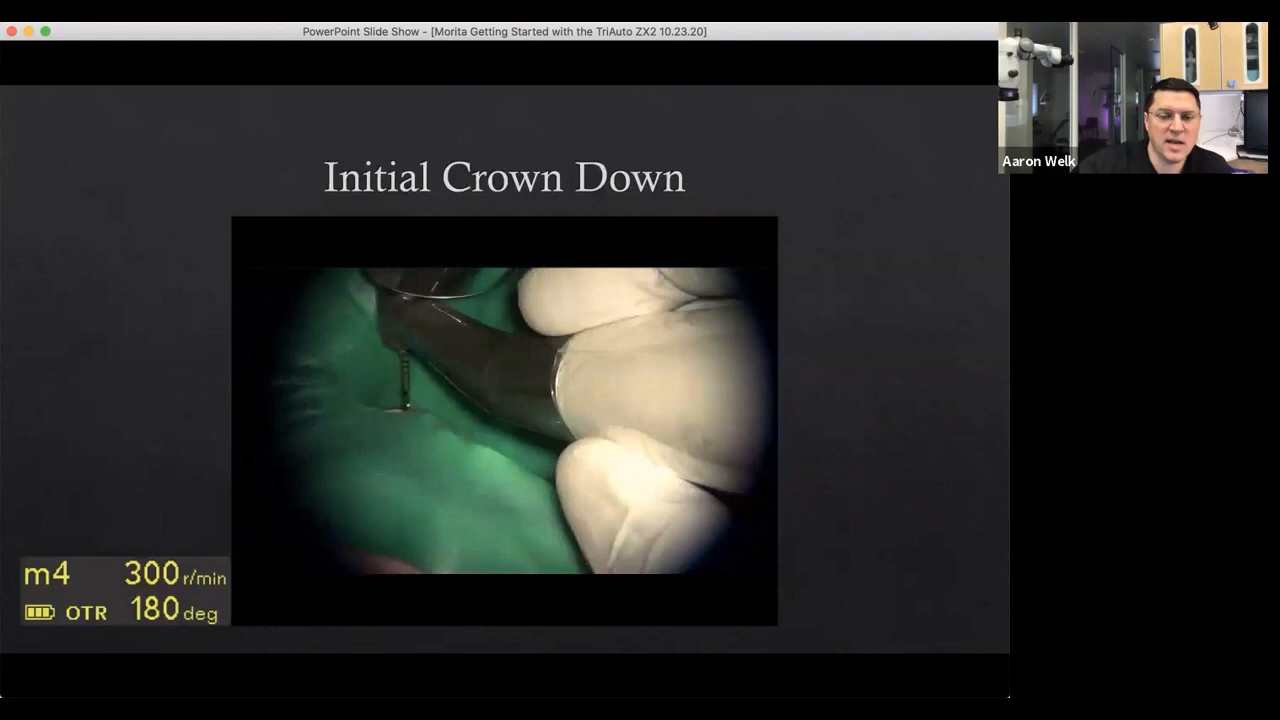 PowerPoint Slide Show - [Morita Getting Started with the TriAuto ZX2 10.23.20]
Aaron Welk
Initial Crown Down
m4 300 r/min
OTR 180 deg